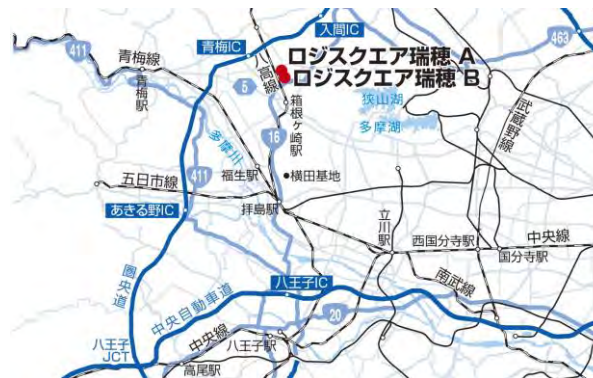 411
青梅線
青梅IC
入間IC
463
八高線
ロジスクエア瑞穂 A
ロジスクエア瑞穂 B
青梅駅
5
箱根ヶ崎駅
狭山湖
多摩湖
武蔵野線
多摩川
16
411
福生駅
横田基地
五日市線
あきる野IC
拝島駅
立川駅
西国分寺駅
中央線
国分寺駅
南武線
圏央道
中央自動車道
八王子IC
20
八王子JCT
中央線
八王子駅
高尾駅